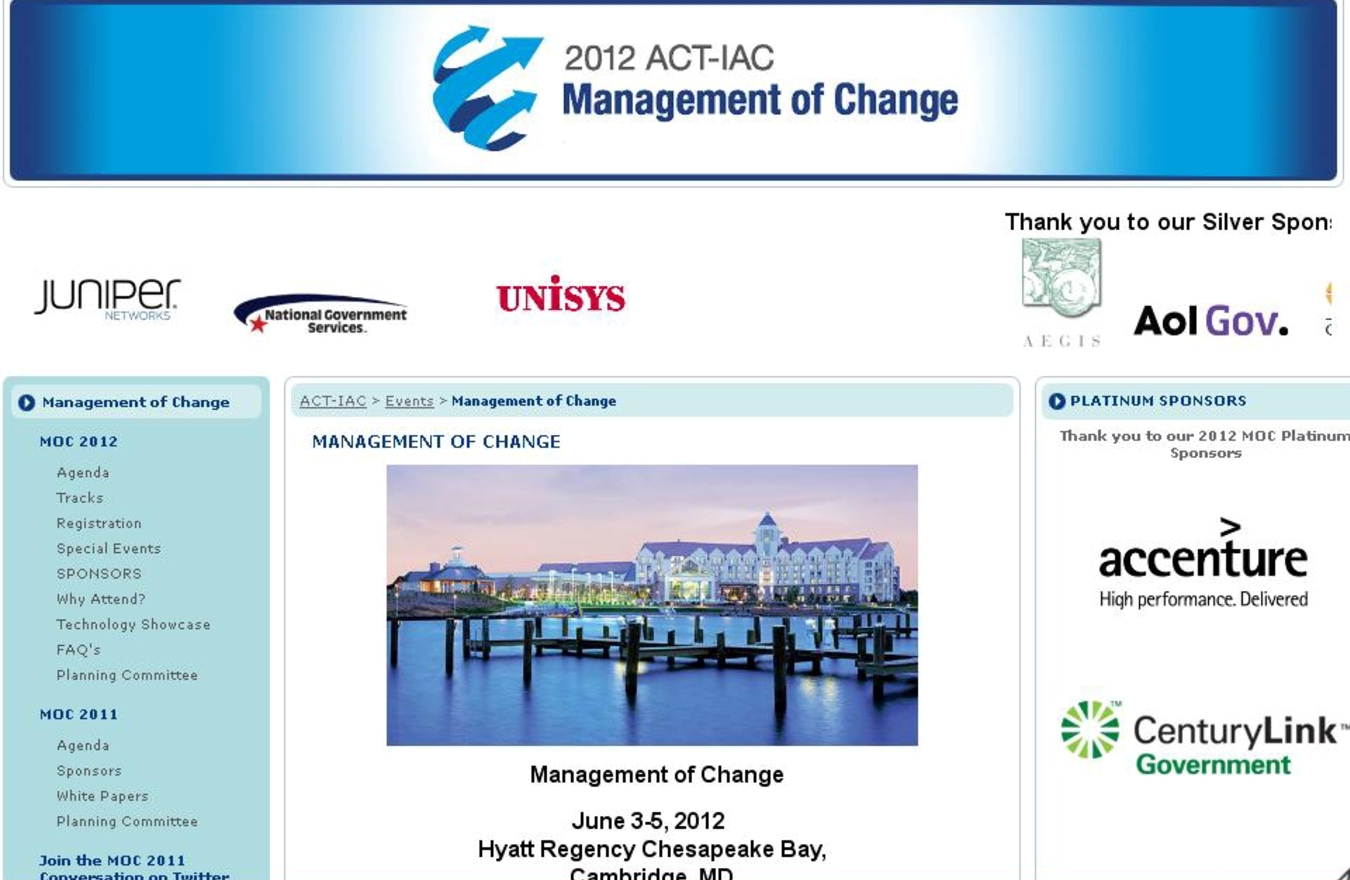 2012 ACT-IAC
Management of Change
Thank you to our Silver Spons
JUNIPER
NETWORKS
National Government
Services.
UNISYS
AEGIS
Aol Gov.
Management of Change
MOC 2012
Agenda
Tracks
Registration
Special Events
SPONSORS
Why Attend?
Technology Showcase
FAQ's
Planning Committee
MOC 2011
Agenda
Sponsors
White Papers
Planning Committee
Join the MOC 2011
Conversation on Twitter
ACT-IAC > Events > Management of Change
MANAGEMENT OF CHANGE
Management of Change
June 3-5, 2012
Hyatt Regency Chesapeake Bay,
Cambridge, MD
PLATINUM SPONSORS
Thank you to our 2012 MOC Platinum
Sponsors
accenture
High performance. Delivered
CenturyLink™
Government